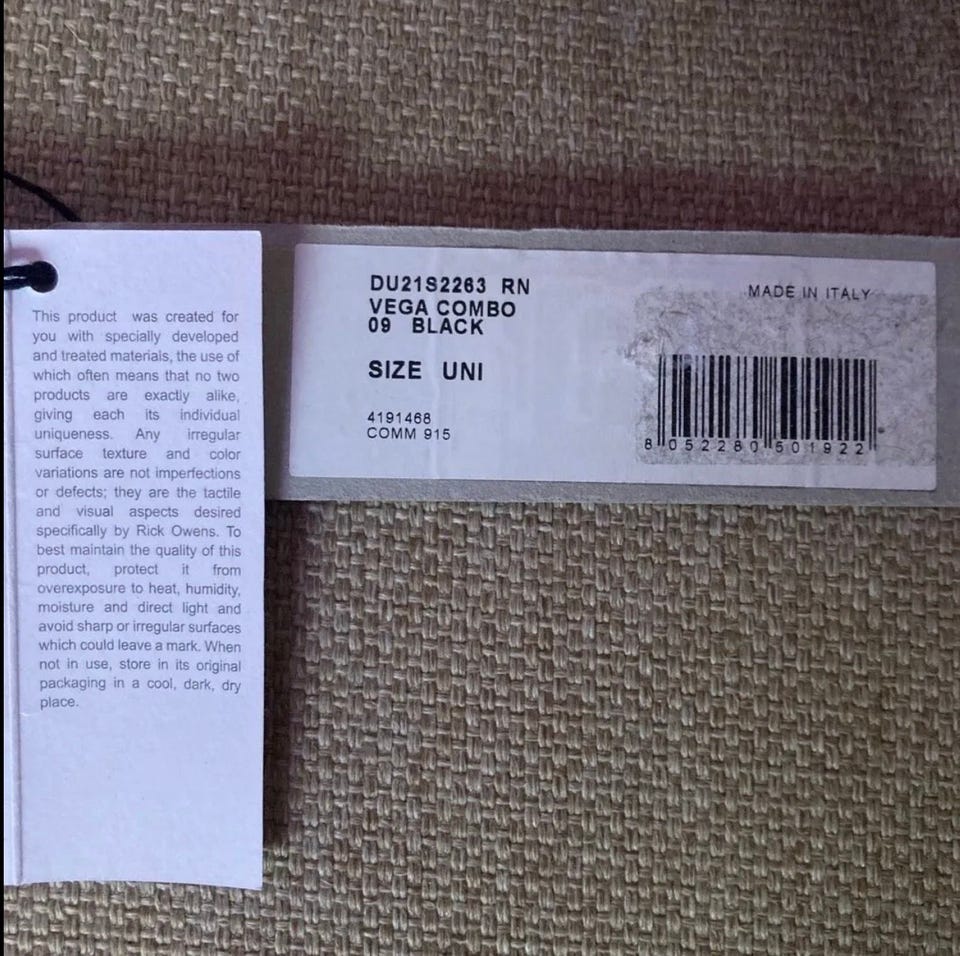 This product was created for
you with specially developed
and treated materials, the use of
which often means that no two
products are exactly alike,
giving each its individual
uniqueness. Any irregular
surface texture and color
variations are not imperfections
or defects; they are the tactile
and visual aspects desired
specifically by Rick Owens. To
best maintain the quality of this
product, protect it from
overexposure to heat, humidity,
moisture and direct light and
avoid sharp or irregular surfaces
which could leave a mark. When
not in use, store in its original
packaging in a cool, dark, dry
place.
DU21S2263 RN
VEGA COMBO
09 BLACK
SIZE UNI
4191468
COMM 915
MADE IN ITALY
8 052280 501922